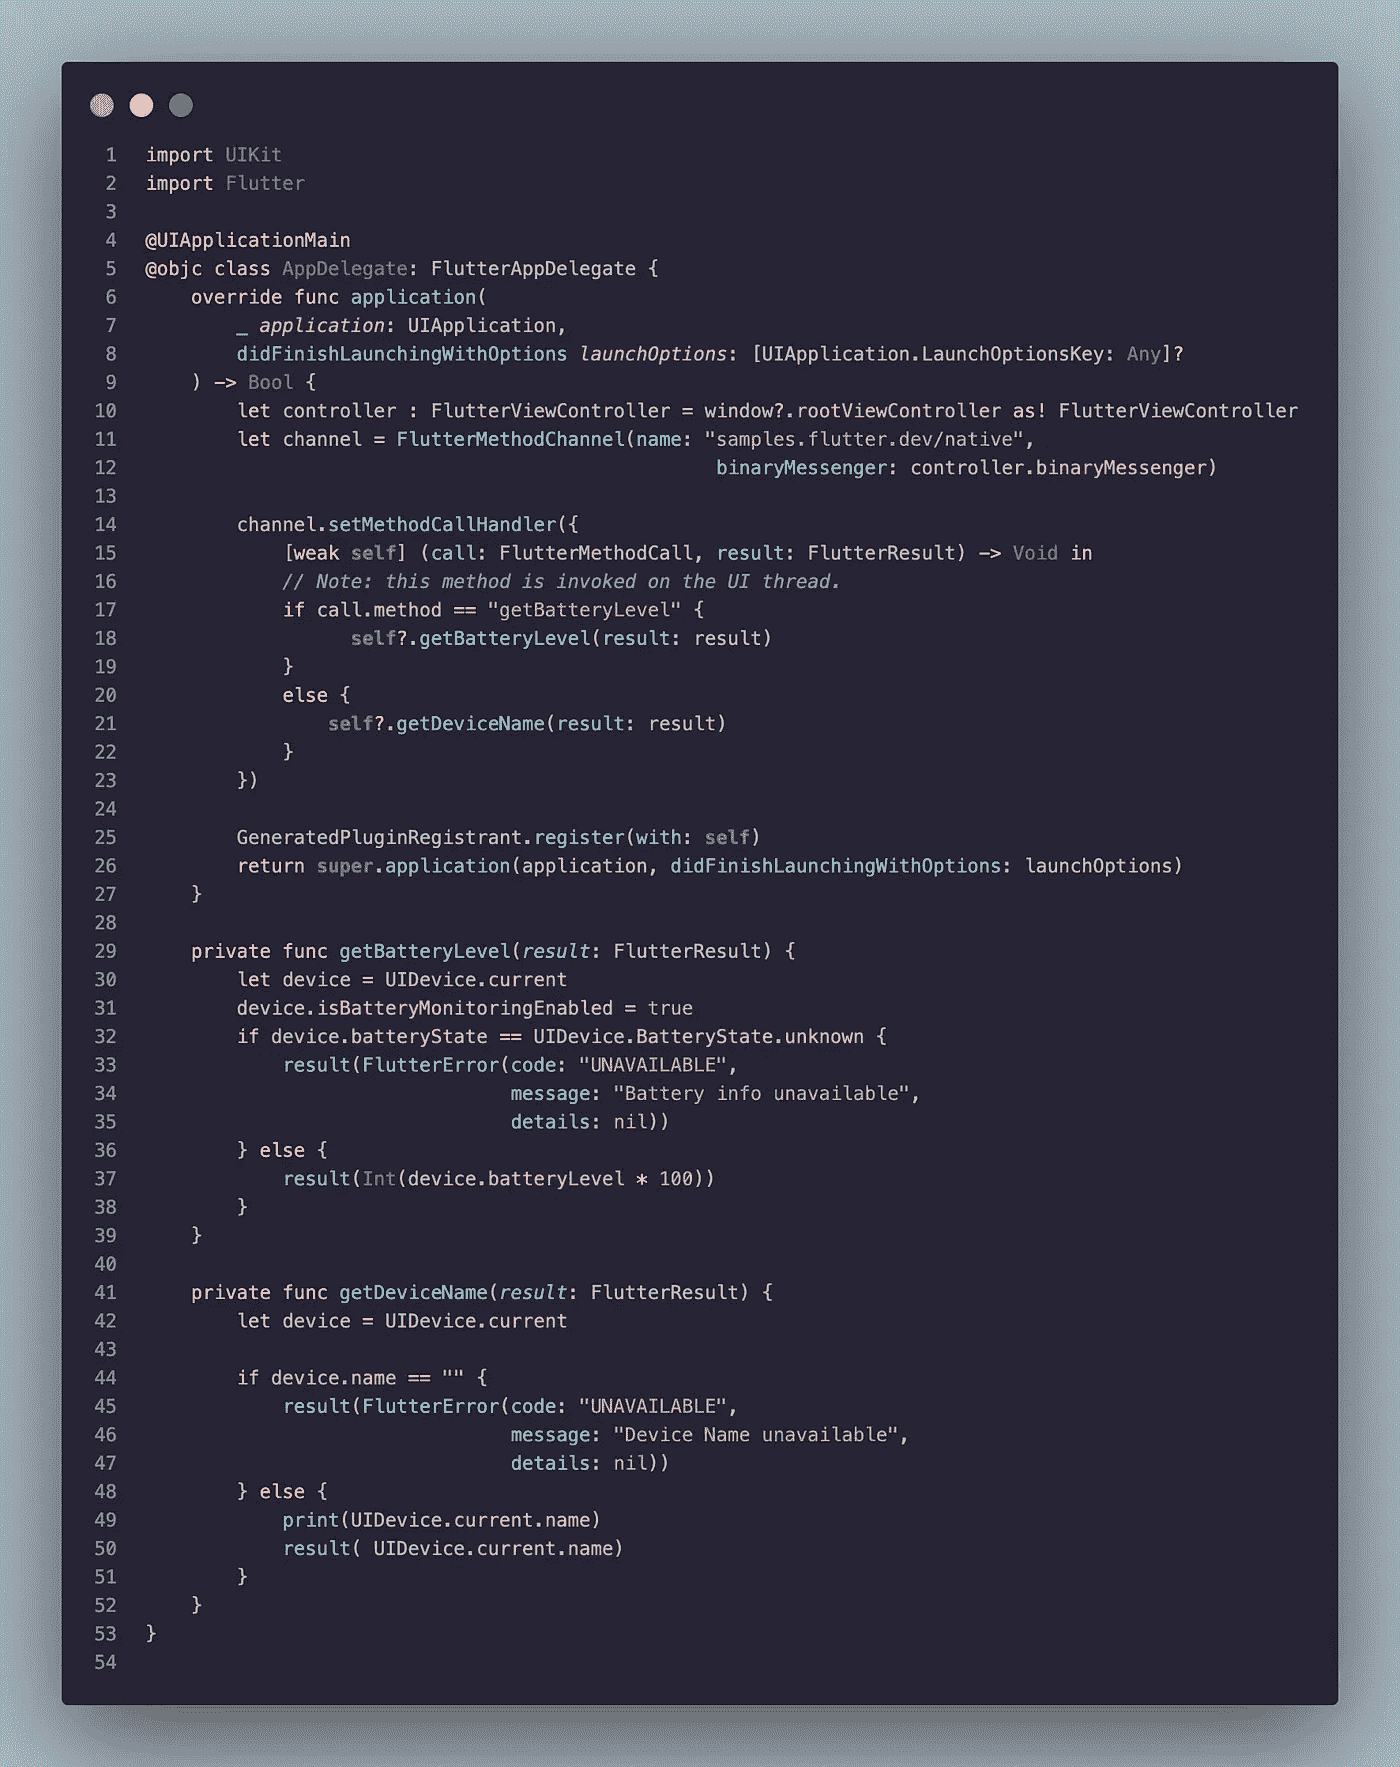 1 import UIKit
2 import Flutter
3
4 @UIApplicationMain
5 @objc class AppDelegate: FlutterAppDelegate {
6     override func application(
7         _ application: UIApplication,
8         didFinishLaunchingWithOptions launchOptions: [UIApplication.LaunchOptionsKey: Any]?
9     ) -> Bool {
10         let controller : FlutterViewController = window?.rootViewController as! FlutterViewController
11         let channel = FlutterMethodChannel(name: "samples.flutter.dev/native",
12                                                   binaryMessenger: controller.binaryMessenger)
13
14         channel.setMethodCallHandler({
15             [weak self] (call: FlutterMethodCall, result: FlutterResult) -> Void in
16             // Note: this method is invoked on the UI thread.
17             if call.method == "getBatteryLevel" {
18                   self?.getBatteryLevel(result: result)
19             }
20             else {
21                 self?.getDeviceName(result: result)
22             }
23         })
24
25         GeneratedPluginRegistrant.register(with: self)
26         return super.application(application, didFinishLaunchingWithOptions: launchOptions)
27     }
28
29     private func getBatteryLevel(result: FlutterResult) {
30         let device = UIDevice.current
31         device.isBatteryMonitoringEnabled = true
32         if device.batteryState == UIDevice.BatteryState.unknown {
33             result(FlutterError(code: "UNAVAILABLE",
34                                 message: "Battery info unavailable",
35                                 details: nil))
36         } else {
37             result(Int(device.batteryLevel * 100))
38         }
39     }
40
41     private func getDeviceName(result: FlutterResult) {
42         let device = UIDevice.current
43
44         if device.name == "" {
45             result(FlutterError(code: "UNAVAILABLE",
46                                 message: "Device Name unavailable",
47                                 details: nil))
48         } else {
49             print(UIDevice.current.name)
50             result( UIDevice.current.name)
51         }
52     }
53 }
54